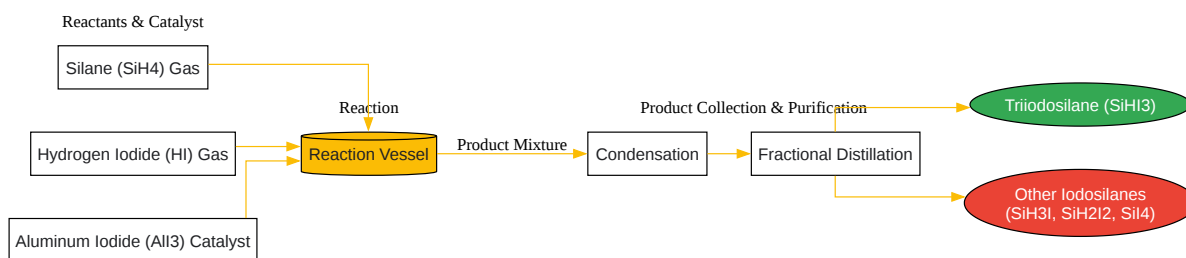 Reactants & Catalyst
Silane (SiH4) Gas
Hydrogen Iodide (HI) Gas
Aluminum Iodide (AlI3) Catalyst
Reaction
Reaction Vessel
Product Mixture
Product Collection & Purification
Condensation
Fractional Distillation
Triiodosilane (SiHI3)
Other Iodosilanes
(SiH3I, SiH2I2, SiI4)